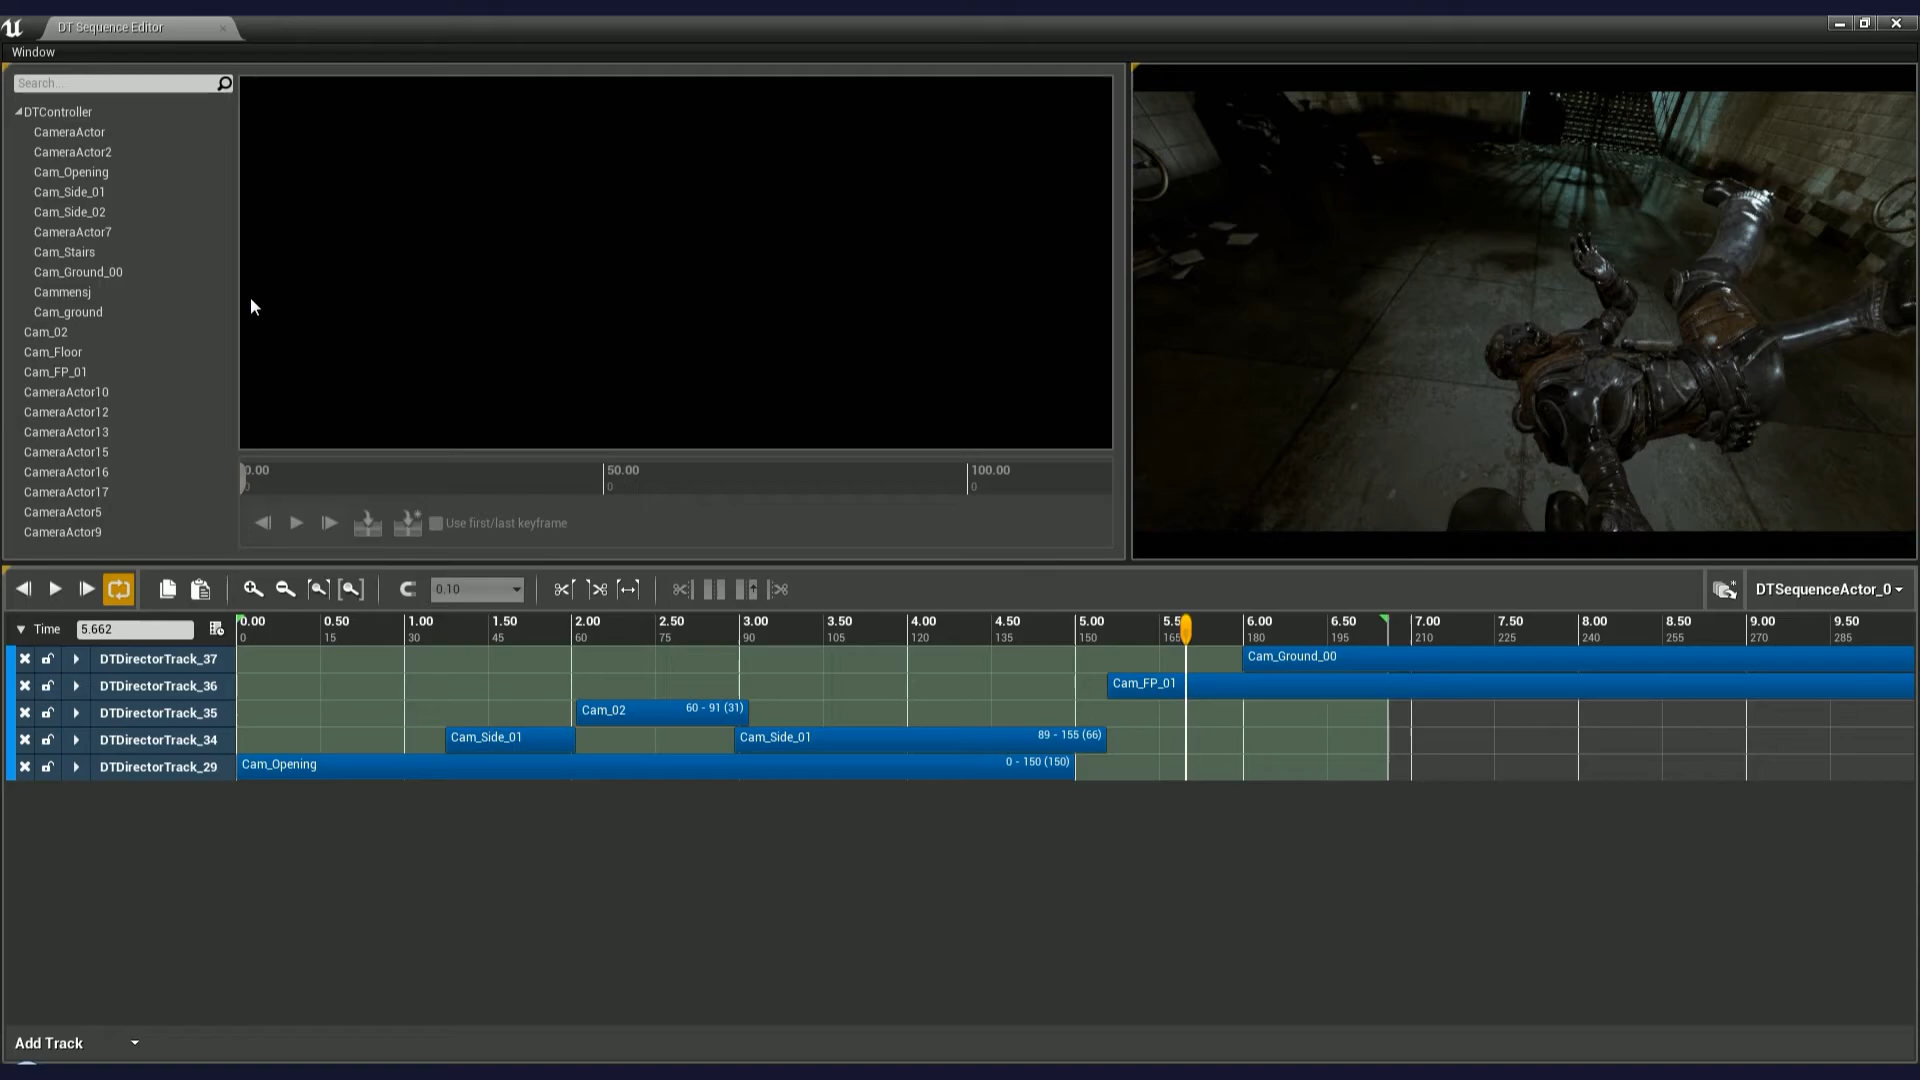 DT Sequence Editor
Window
Search...
DTController
CameraActor
CameraActor2
Cam_Opening
Cam_Side_01
Cam_Side_02
CameraActor7
Cam_Stairs
Cam_Ground_00
Cammensj
Cam_ground
Cam_02
Cam_Floor
Cam_FP_01
CameraActor10
CameraActor12
CameraActor13
CameraActor15
CameraActor16
CameraActor17
CameraActor5
CameraActor9
0.00 50.00 100.00
0 0 0
Use first/last keyframe
0.10
DTSequenceActor_0
Time 5.662
0.00 0.50 1.00 1.50 2.00 2.50 3.00 3.50 4.00 4.50 5.00 5.5 6.00 6.50 7.00 7.50 8.00 8.50 9.00 9.50
0 15 30 45 60 75 90 105 120 135 150 165 180 195 210 225 240 255 270 285
DTDirectorTrack_37 Cam_Ground_00
DTDirectorTrack_36 Cam_FP_01
DTDirectorTrack_35 Cam_02 60 - 91 (31)
DTDirectorTrack_34 Cam_Side_01 Cam_Side_01 89 - 155 (66)
DTDirectorTrack_29 Cam_Opening 0 - 150 (150)
Add Track